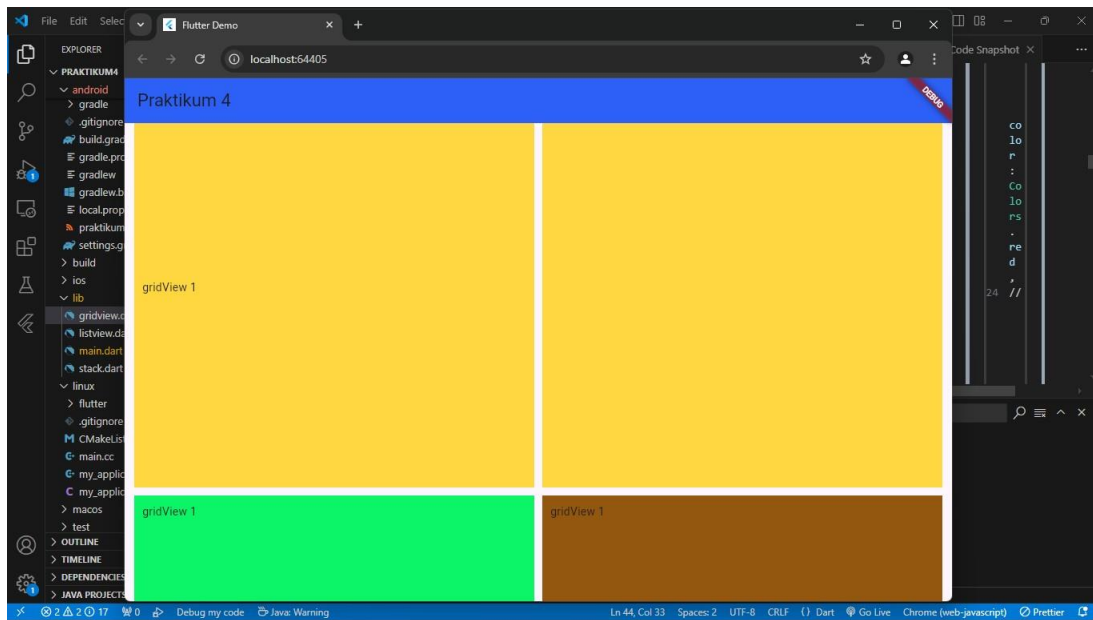 File Edit Selec
Flutter Demo
localhost:64405
Code Snapshot
EXPLORER
PRAKTIKUM4
android
gradle
.gitignore
build.grad
gradle.pro
gradlew
gradlew.b
local.prop
praktikum
settings.g
build
ios
lib
gridview.d
listview.da
main.dart
stack.dart
linux
flutter
.gitignore
CMakeList
main.cc
my_applic
my_applic
macos
test
OUTLINE
TIMELINE
DEPENDENCIES
JAVA PROJECTS
Praktikum 4
DEBUG
gridView 1
gridView 1
gridView 1
co
lo
r
:
Co
lo
rs
.
re
d
,
24 //
2 2 17 0 Debug my code Java: Warning Ln 44, Col 33 Spaces: 2 UTF-8 CRLF {} Dart Go Live Chrome (web-javascript) Prettier